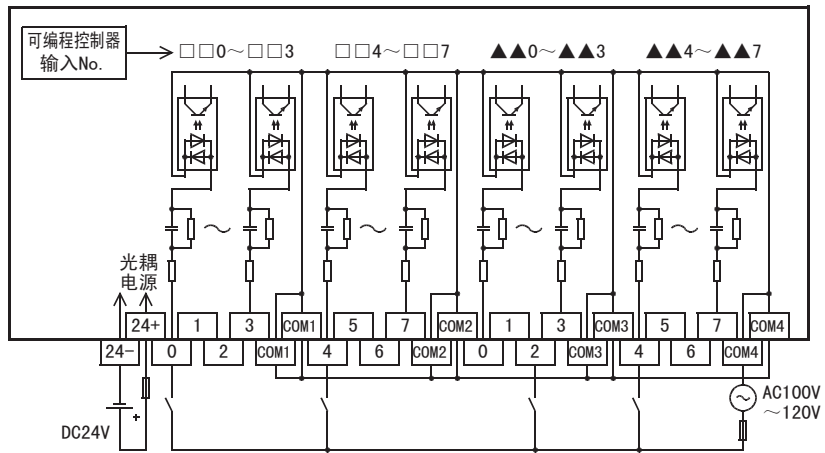 可编程控制器
输入No.
□□0～□□3 □□4～□□7 ▲▲0～▲▲3 ▲▲4～▲▲7
光耦
电源
24+ 1 3 COM1 5 7 COM2 1 3 COM3 5 7 COM4
24- 0 2 COM1 4 6 COM2 0 2 COM3 4 6 COM4
AC100V
～120V
+
DC24V